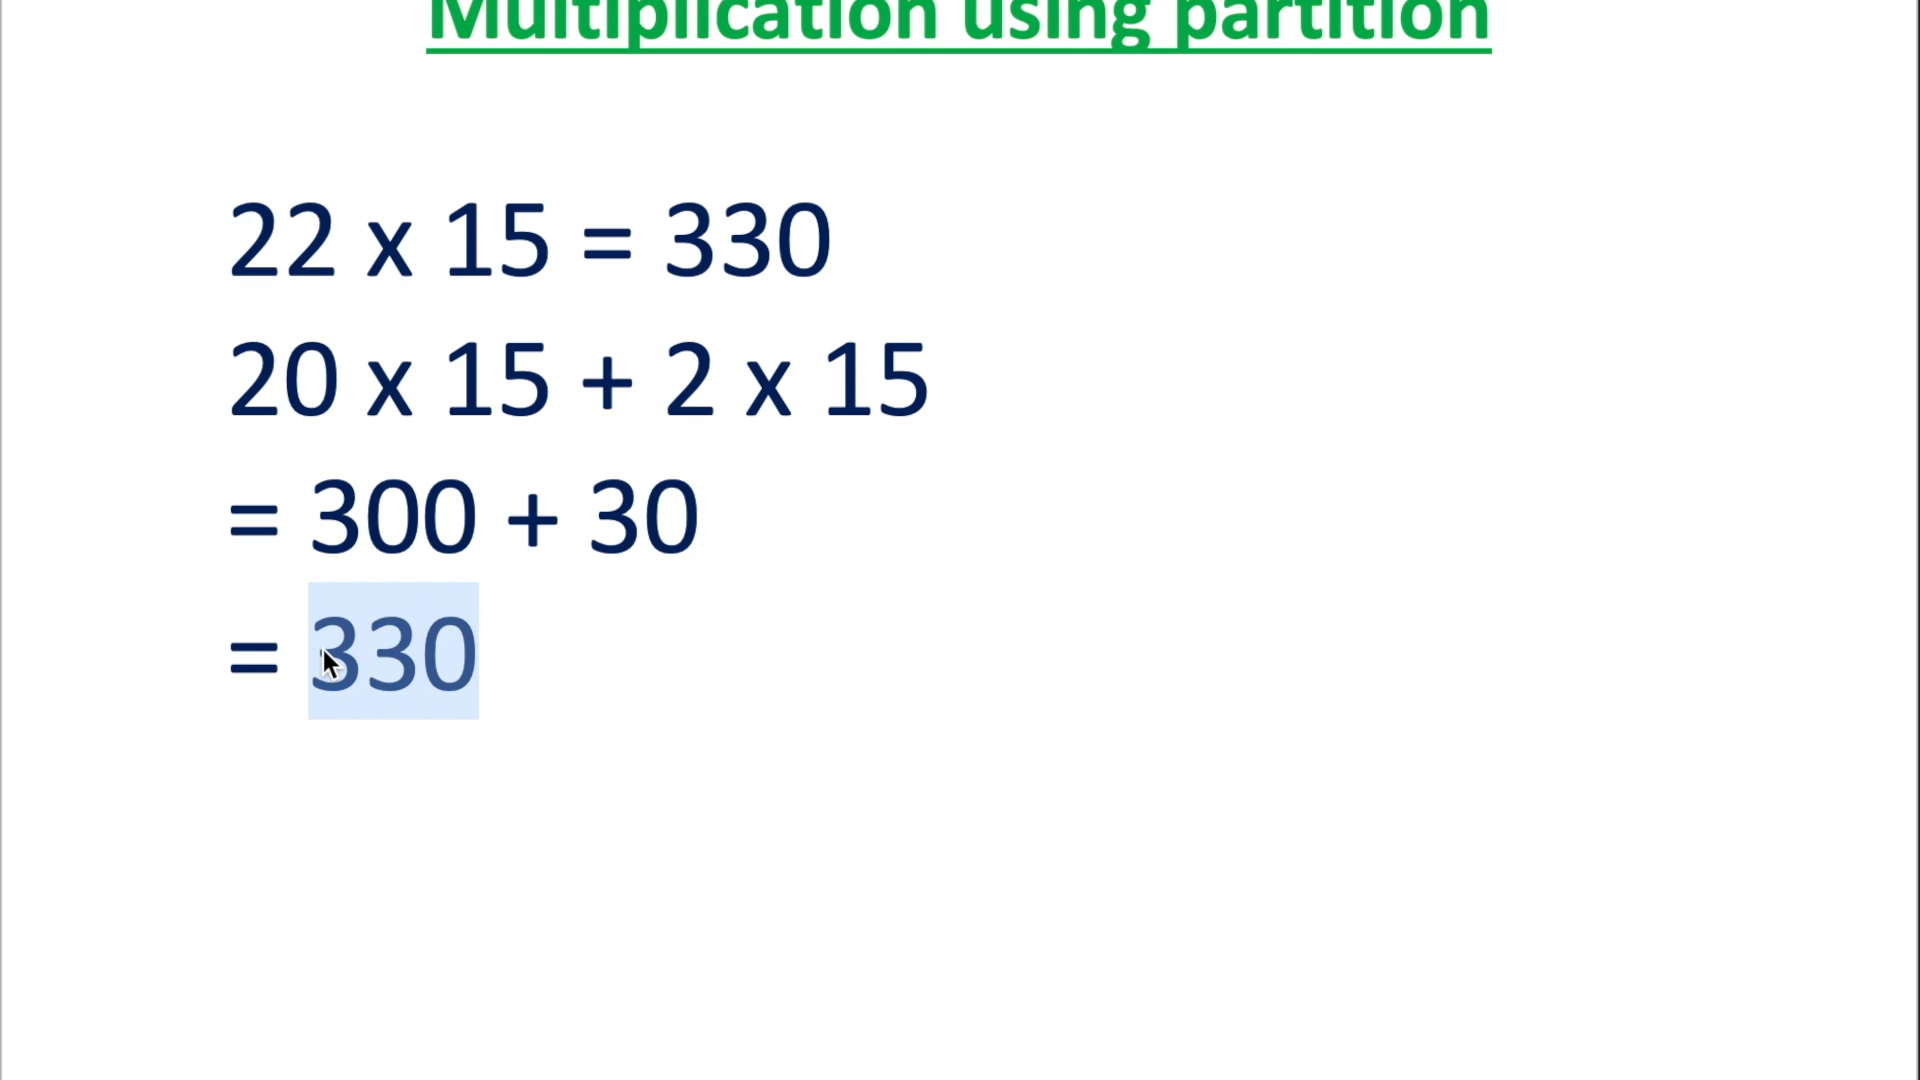 Multiplication using partition
22 x 15 = 330
20 x 15 + 2 x 15
= 300 + 30
= 330